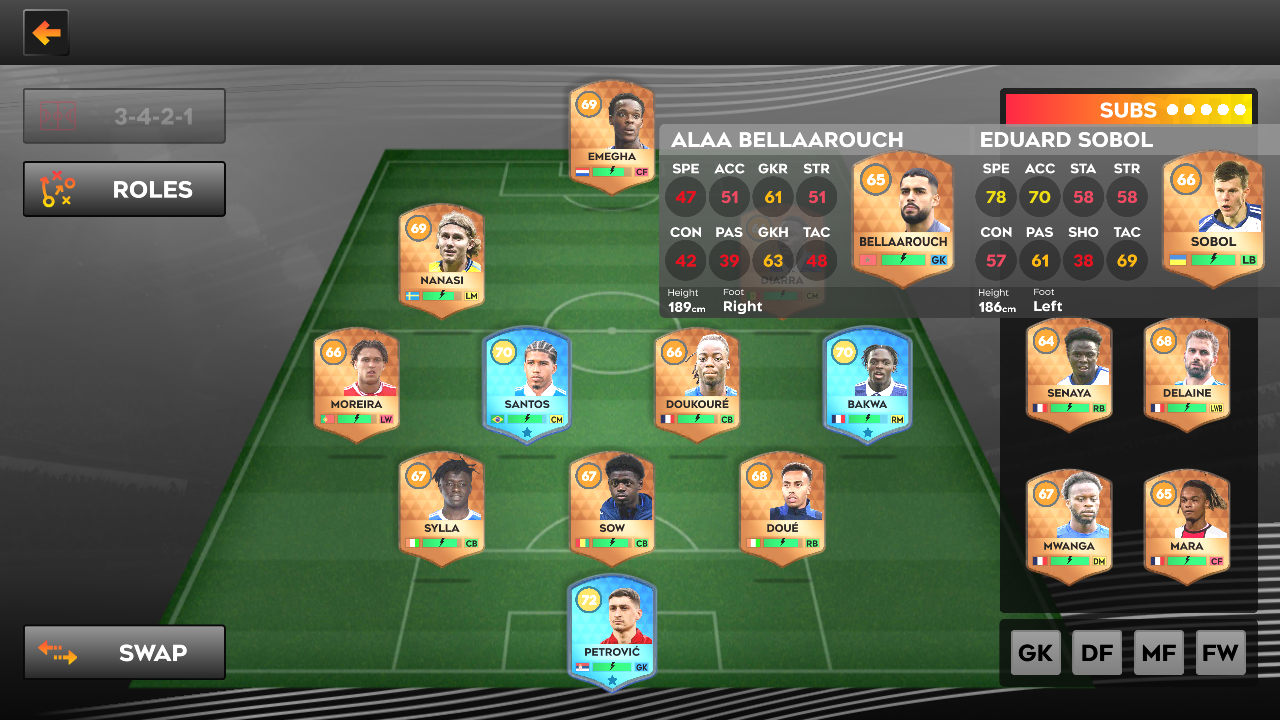 3-4-2-1
ROLES
SWAP
69
EMEGHA
CF
69
NANASI
LM
DIARRA
CM
66
MOREIRA
LW
70
SANTOS
CM
66
DOUKOURÉ
CB
70
BAKWA
RM
67
SYLLA
CB
67
SOW
CB
68
DOUÉ
RB
72
PETROVIĆ
GK
SUBS
ALAA BELLAAROUCH
SPE ACC GKR STR
47 51 61 51
CON PAS GKH TAC
42 39 63 48
Height Foot
189cm Right
65
BELLAAROUCH
GK
EDUARD SOBOL
SPE ACC STA STR
78 70 58 58
CON PAS SHO TAC
57 61 38 69
Height Foot
186cm Left
66
SOBOL
LB
64
SENAYA
RB
68
DELAINE
LWB
67
MWANGA
DM
65
MARA
CF
GK DF MF FW